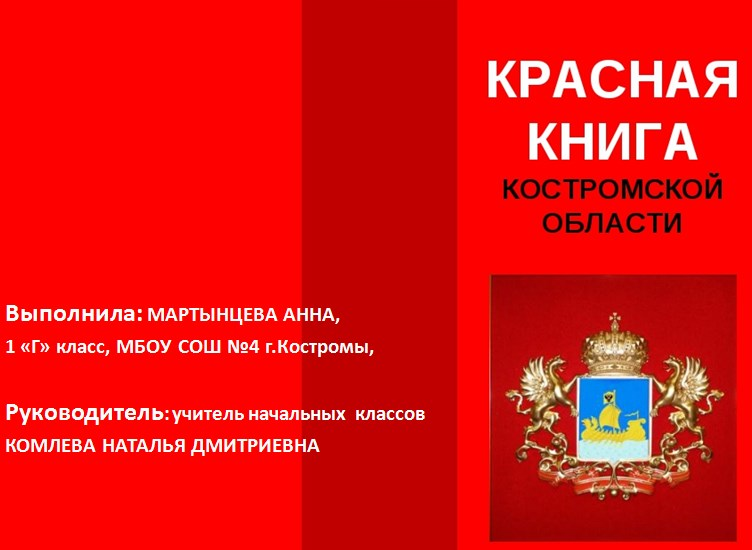 КРАСНАЯ
КНИГА
КОСТРОМСКОЙ
ОБЛАСТИ
Выполнила: МАРТЫНЦЕВА АННА,
1 «Г» класс, МБОУ СОШ №4 г.Костромы,
Руководитель: учитель начальных классов
КОМЛЕВА НАТАЛЬЯ ДМИТРИЕВНА